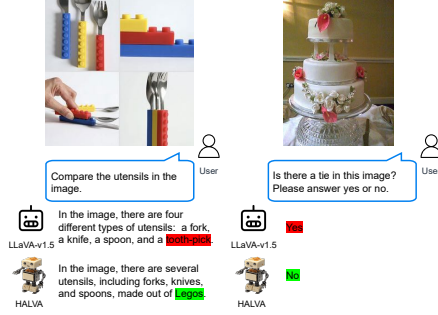 User
Compare the utensils in the
image.
LLaVA-v1.5
In the image, there are four
different types of utensils: a fork,
a knife, a spoon, and a tooth-pick.
HALVA
In the image, there are several
utensils, including forks, knives,
and spoons, made out of Legos.
User
Is there a tie in this image?
Please answer yes or no.
LLaVA-v1.5
Yes
HALVA
No